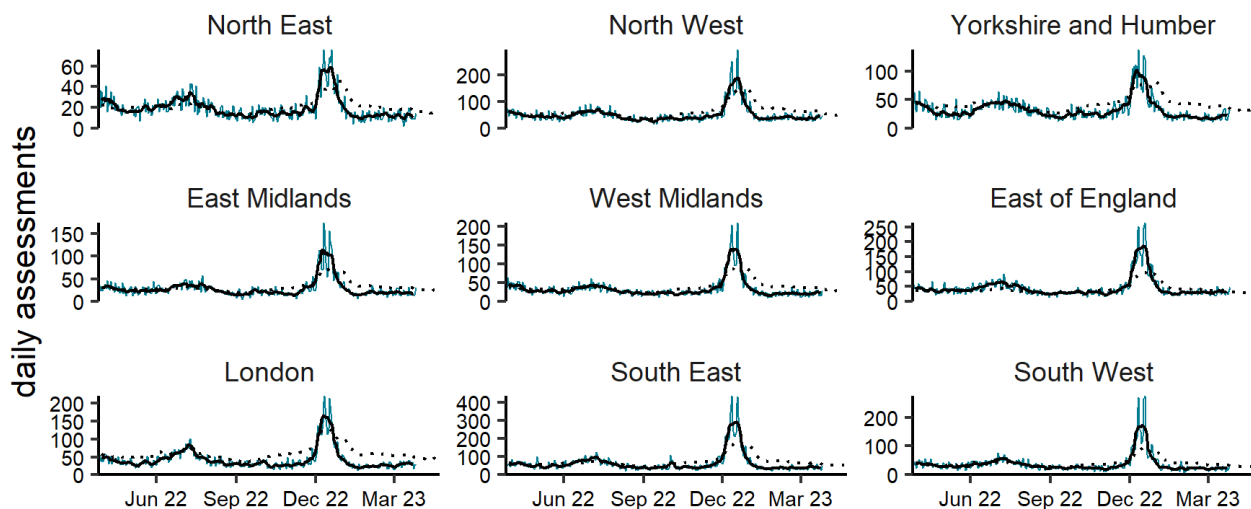 North East
North West
Yorkshire and Humber
60
40
20
0
200
100
0
100
50
0
daily assessments
East Midlands
West Midlands
East of England
150
100
50
0
200
150
100
50
0
250
200
150
100
50
0
London
South East
South West
200
150
100
50
0
400
300
200
100
0
200
100
0
Jun 22 Sep 22 Dec 22 Mar 23
Jun 22 Sep 22 Dec 22 Mar 23
Jun 22 Sep 22 Dec 22 Mar 23